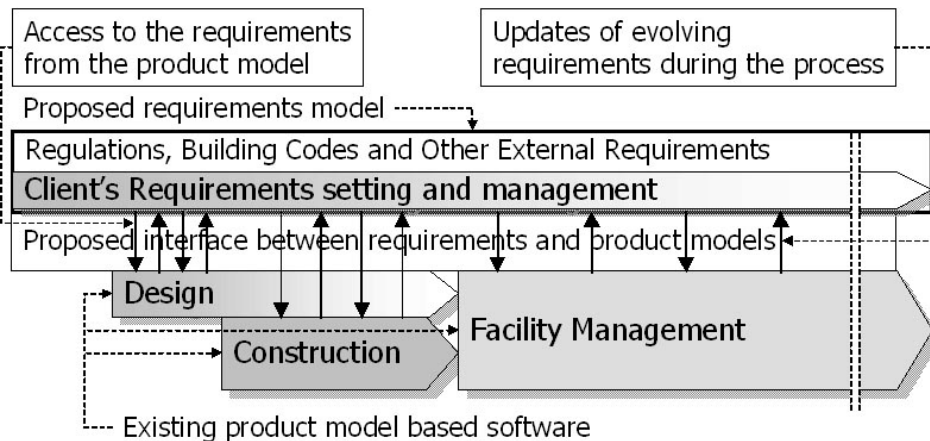 Access to the requirements
from the product model
Updates of evolving
requirements during the process
Proposed requirements model
Regulations, Building Codes and Other External Requirements
Client's Requirements setting and management
Proposed interface between requirements and product models
Design
Facility Management
Construction
Existing product model based software